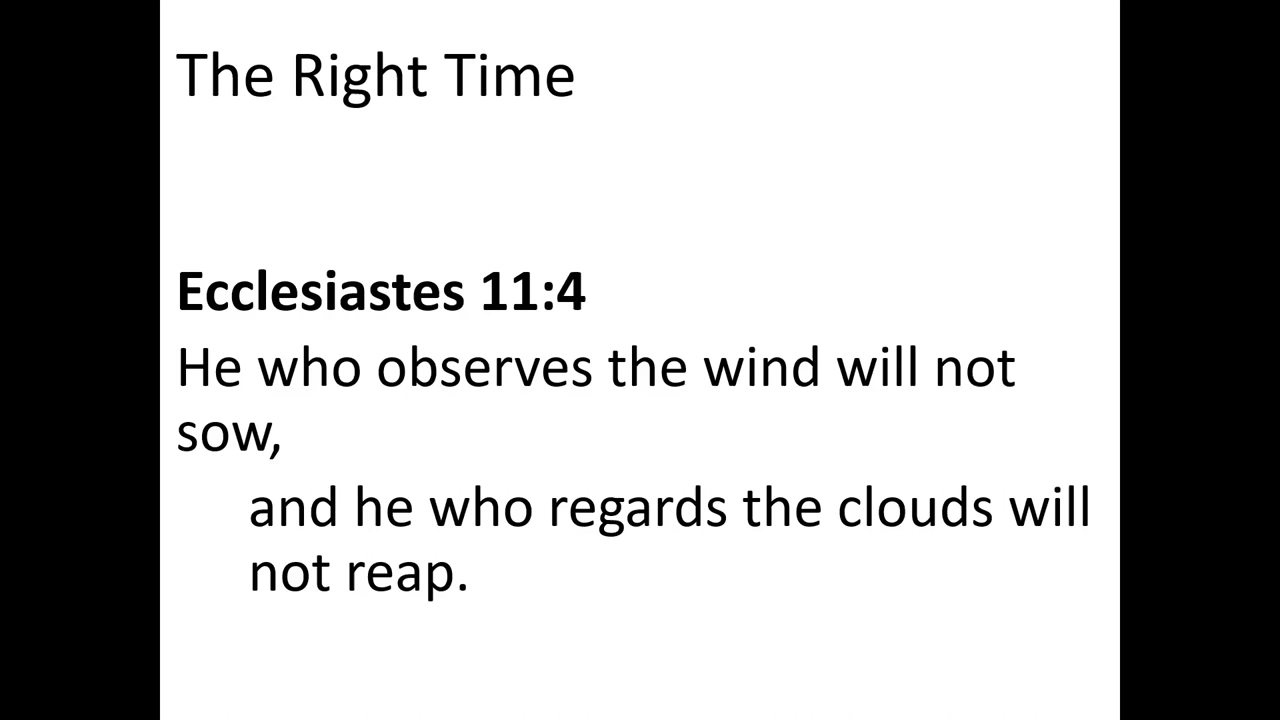 The Right Time
Ecclesiastes 11:4
He who observes the wind will not
sow,
and he who regards the clouds will
not reap.